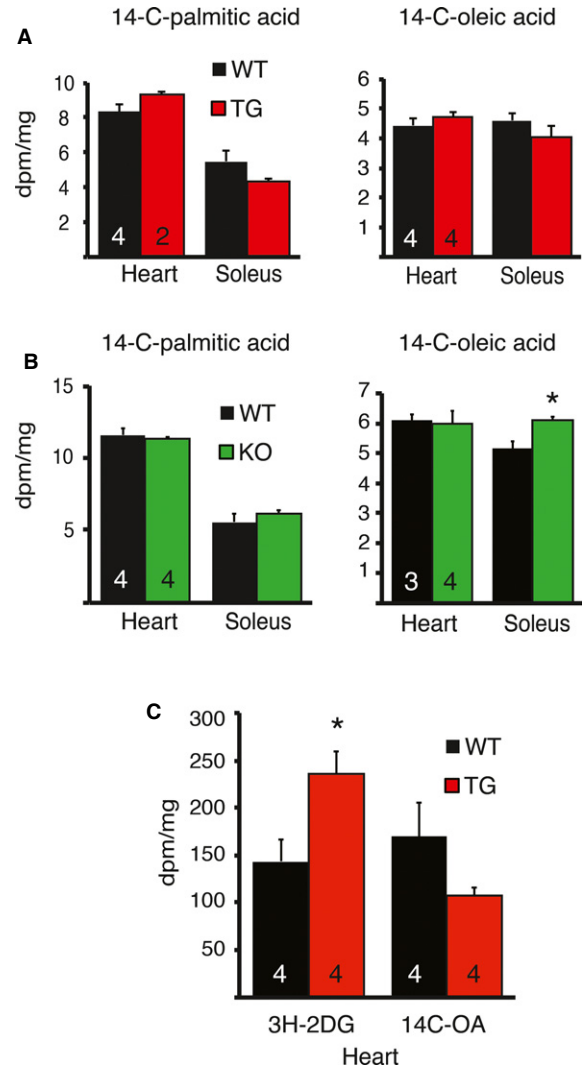 A
14-C-palmitic acid
14-C-oleic acid
dpm/mg
10
8
6
4
2
WT
TG
4
2
Heart
Soleus
6
5
4
3
2
1
4
4
Heart
Soleus
B
14-C-palmitic acid
14-C-oleic acid
dpm/mg
15
10
5
WT
KO
4
4
Heart
Soleus
7
6
5
4
3
2
1
*
3
4
Heart
Soleus
C
dpm/mg
300
250
200
150
100
50
*
WT
TG
4
4
4
4
3H-2DG
14C-OA
Heart